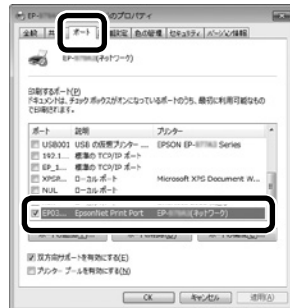 EP- のプロパティ
全般 共 ポート 細設定 色の管理 セキュリティ バージョン情報
EP- (ネットワーク)
印刷するポート(P)
ドキュメントは、チェック ボックスがオンになっているポートのうち、最初に利用可能なもので印刷されます。
ポート 説明 プリンター
USB001 USB の仮想プリンター ... EPSON EP- Series
192.1... 標準の TCP/IP ポート
EP_1... 標準の TCP/IP ポート
XPSP... ローカル ポート Microsoft XPS Document W...
NUL ローカル ポート
EP03... EpsonNet Print Port EP- (ネットワーク)
双方向サポートを有効にする(E)
プリンター プールを有効にする(N)
OK キャンセル 適用(A)